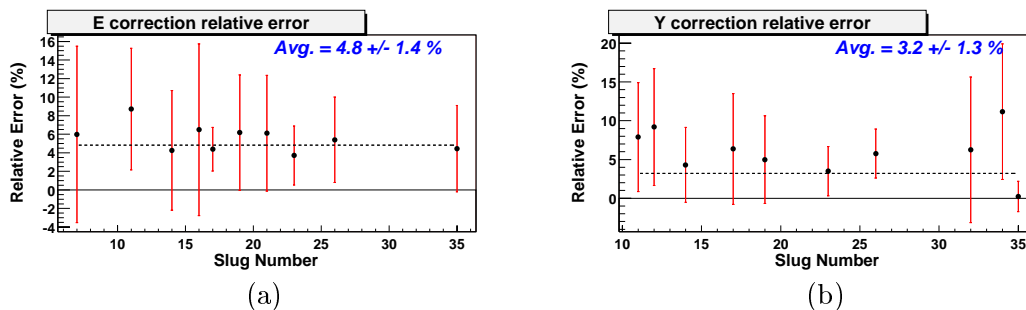 E correction relative error
Avg. = 4.8 +/- 1.4 %
Relative Error (%)
16
14
12
10
8
6
4
2
0
-2
-4
10 15 20 25 30 35
Slug Number
(a)
Y correction relative error
Avg. = 3.2 +/- 1.3 %
Relative Error (%)
20
15
10
5
0
10 15 20 25 30 35
Slug Number
(b)